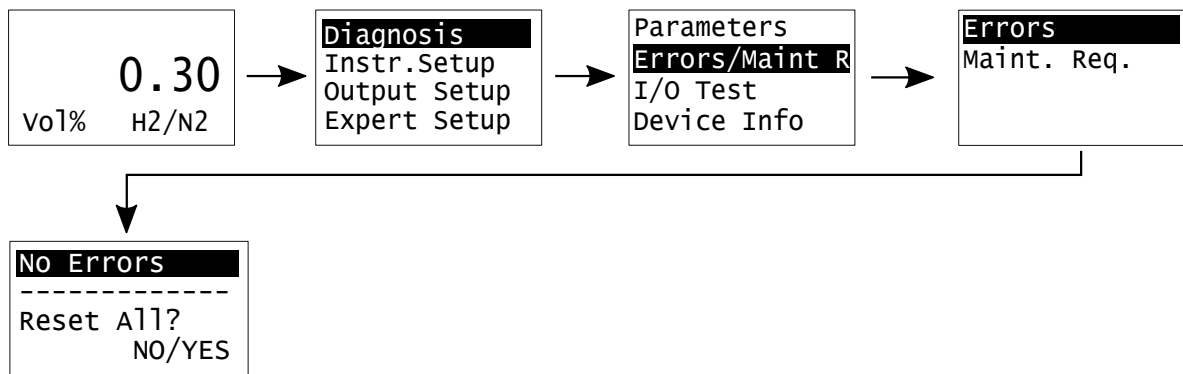 0.30
Vol% H2/N2
Diagnosis
Instr.Setup
Output Setup
Expert Setup
Parameters
Errors/Maint R
I/O Test
Device Info
Errors
Maint. Req.
No Errors
-------------
Reset All?
NO/YES